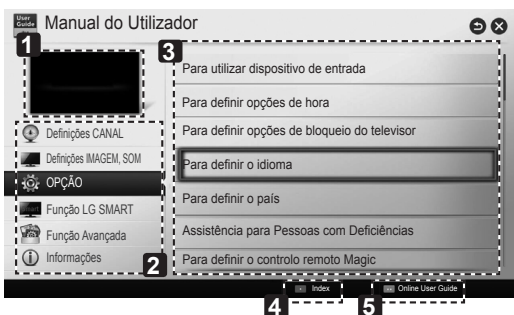 User
Guide
Manual do Utilizador
1
3
Para utilizar dispositivo de entrada
Para definir opções de hora
Para definir opções de bloqueio do televisor
Para definir o idioma
Para definir o país
Assistência para Pessoas com Deficiências
Para definir o controlo remoto Magic
Definições CANAL
Definições IMAGEM, SOM
OPÇÃO
Função LG SMART
Função Avançada
Informações
2
Index
Online User Guide
4
5